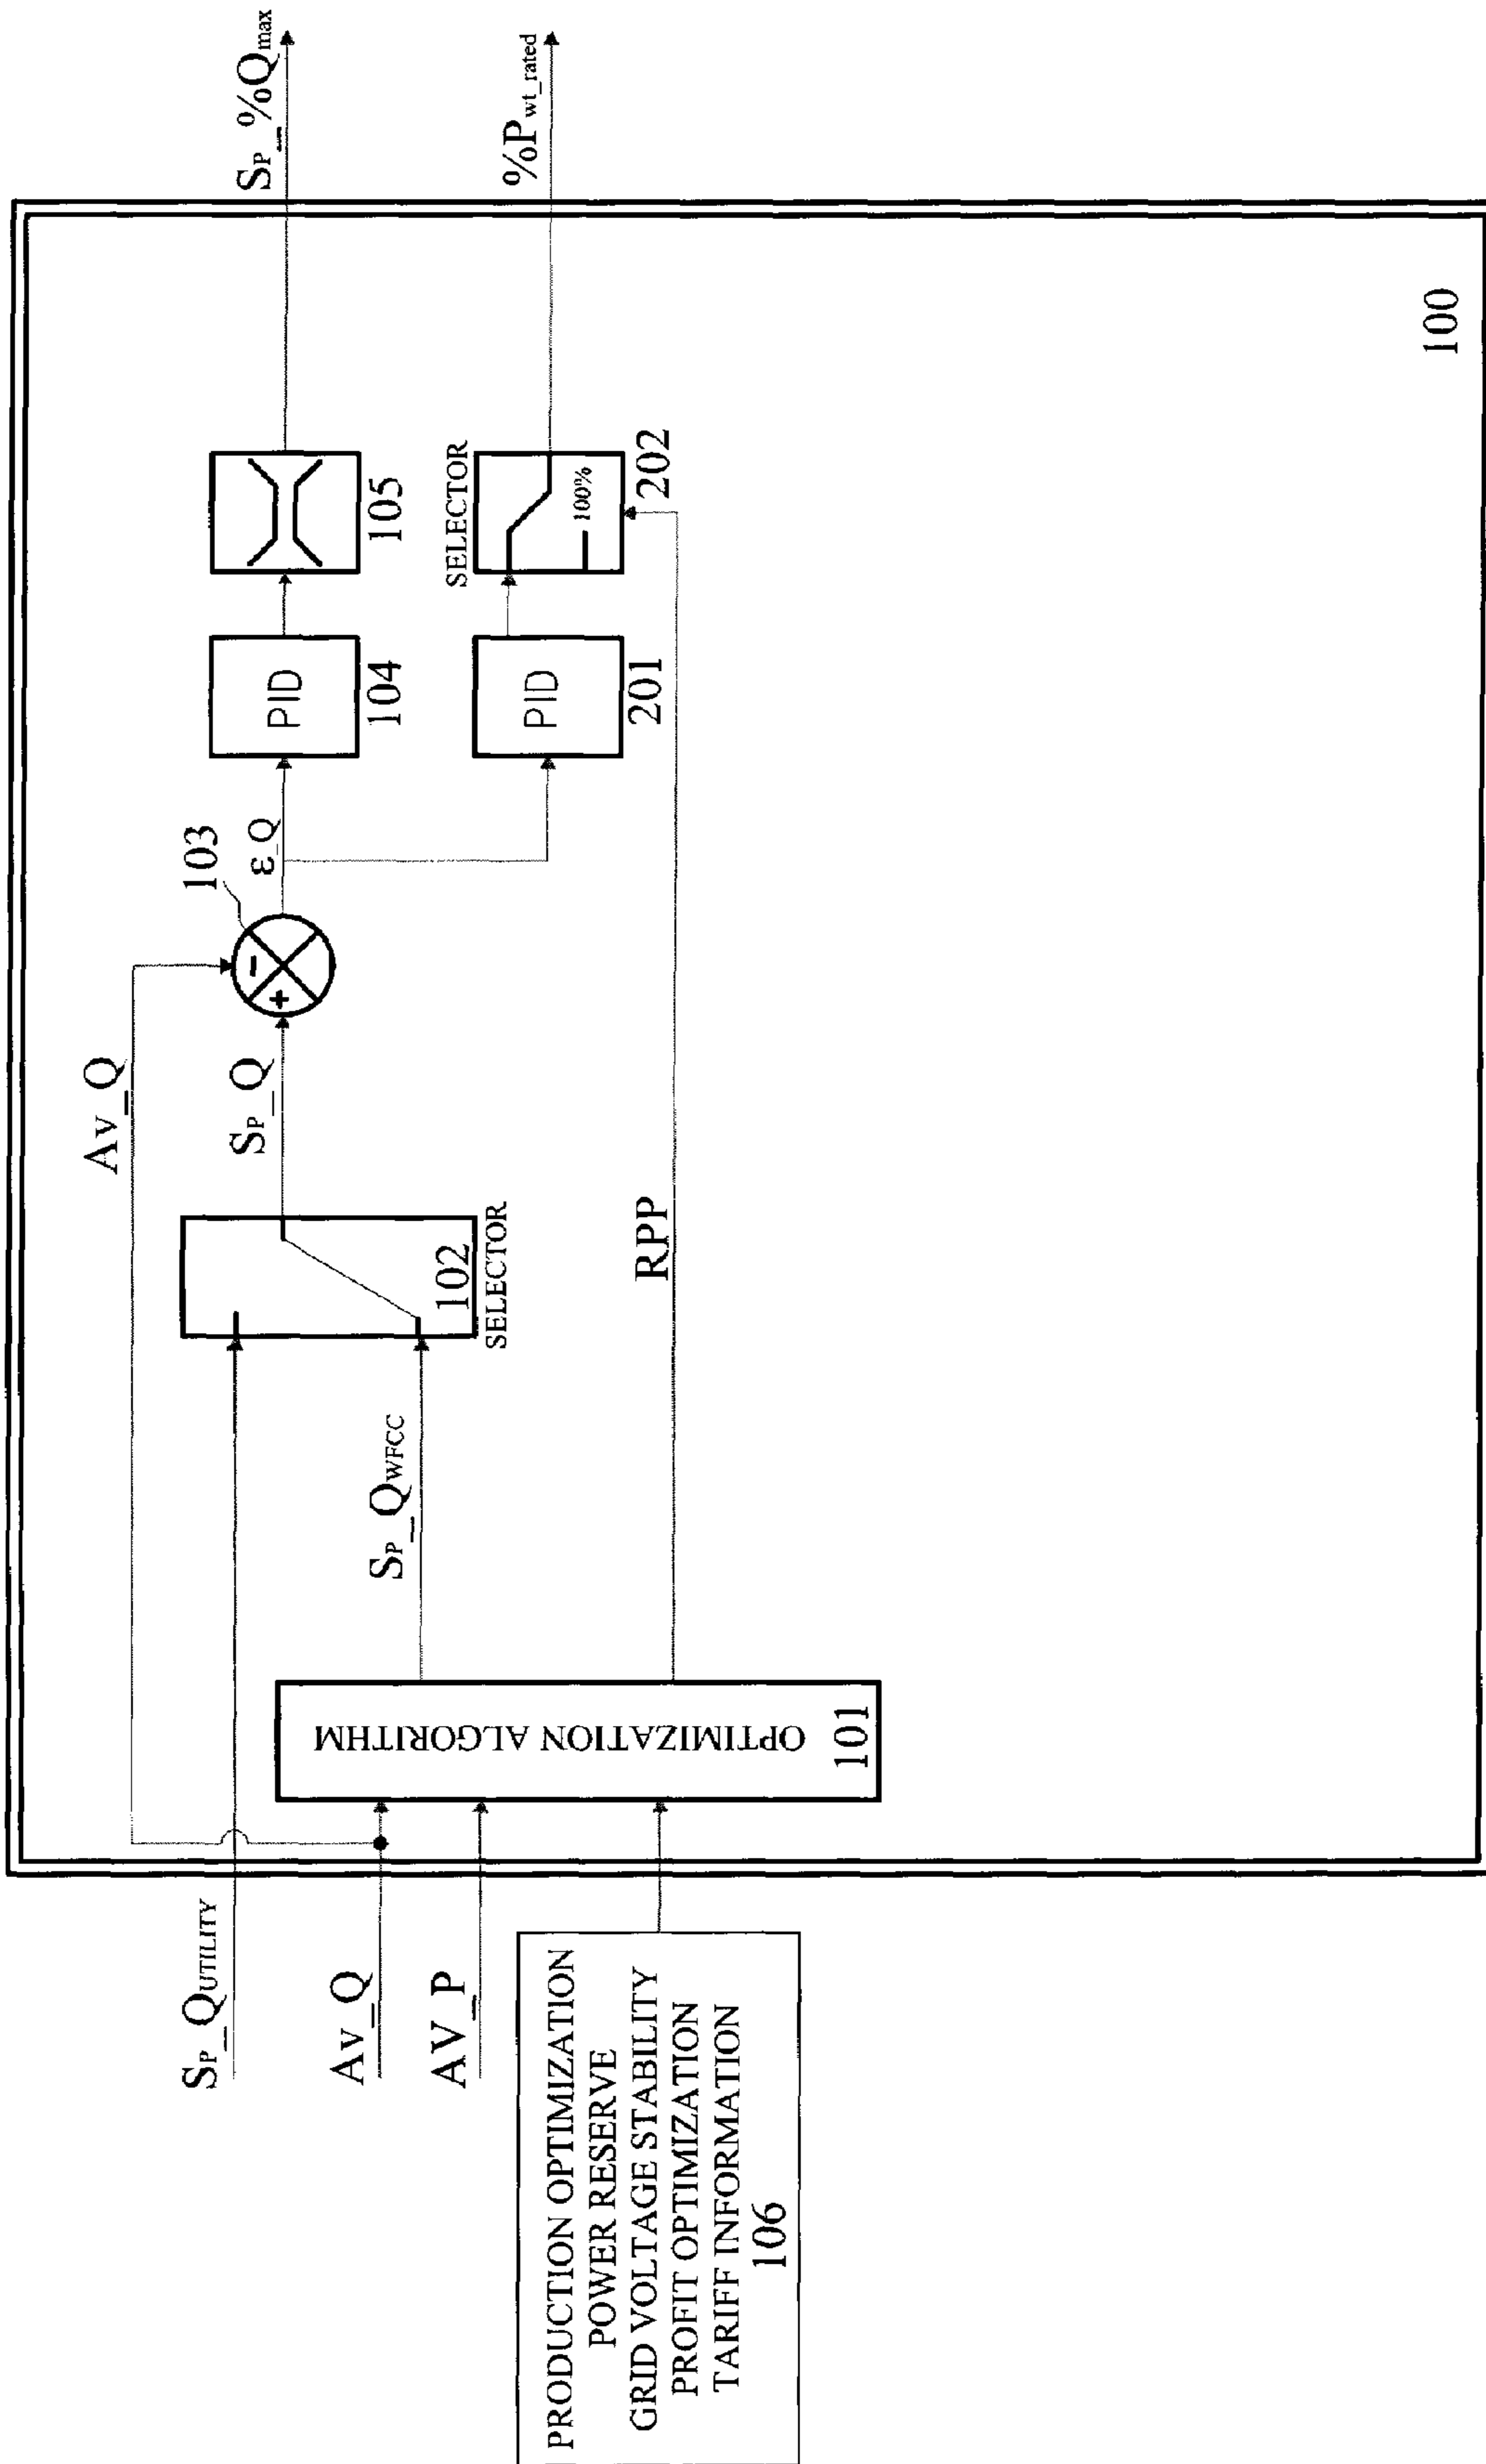 Sp_QUTILITY
Av_Q
AV_P
PRODUCTION OPTIMIZATION
POWER RESERVE
GRID VOLTAGE STABILITY
PROFIT OPTIMIZATION
TARIFF INFORMATION
106
OPTIMIZATION ALGORITHM
101
Sp_QWFCC
RPP
102
SELECTOR
Av_Q
Sp_Q
+
-
103
ε_Q
PID
104
PID
201
105
SELECTOR
100%
202
Sp_%Qmax
%Pwt_rated
100